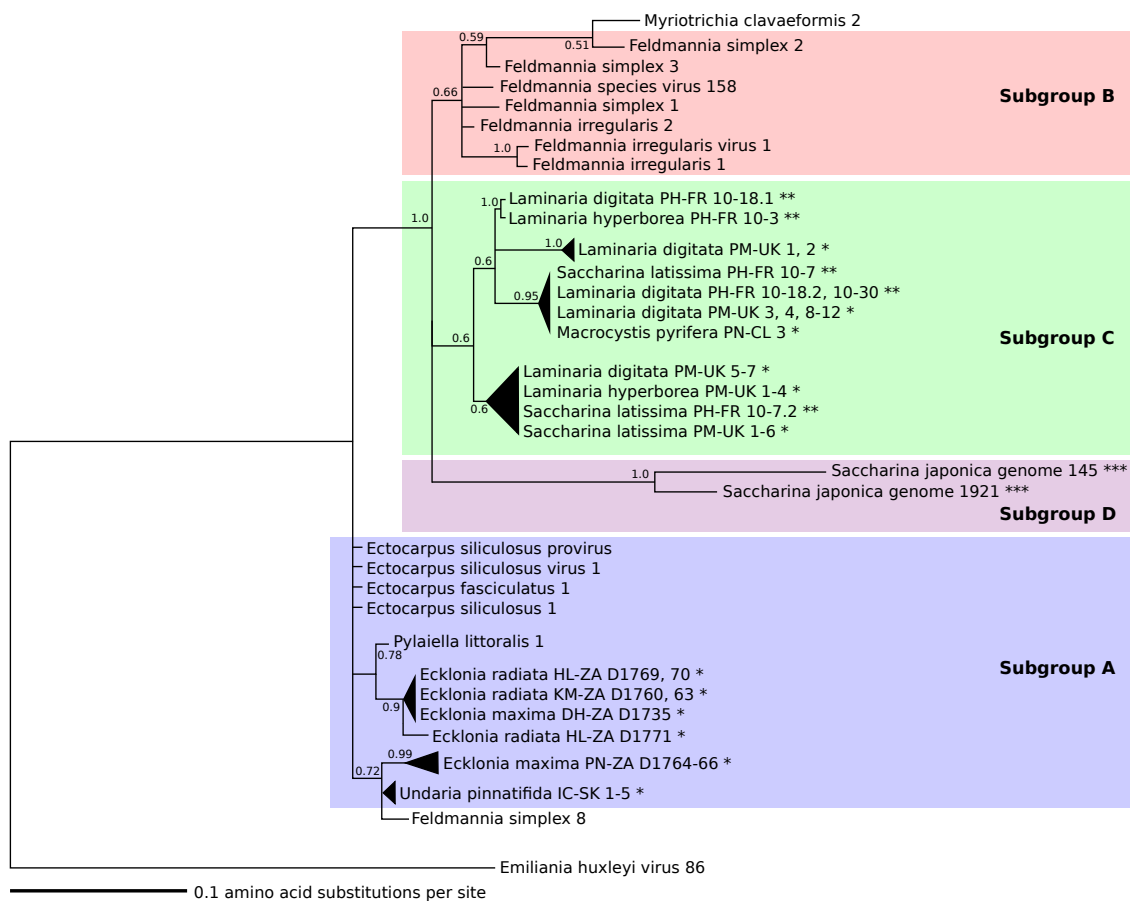 Myriotrichia clavaeformis 2
0.59
0.51
Feldmannia simplex 2
Feldmannia simplex 3
Feldmannia species virus 158
0.66
Subgroup B
Feldmannia simplex 1
Feldmannia irregularis 2
Feldmannia irregularis virus 1
1.0
Feldmannia irregularis 1
Laminaria digitata PH-FR 10-18.1 **
1.0
Laminaria hyperborea PH-FR 10-3 **
1.0
1.0
Laminaria digitata PM-UK 1, 2 *
0.6
Saccharina latissima PH-FR 10-7 **
Laminaria digitata PH-FR 10-18.2, 10-30 **
0.95
Laminaria digitata PM-UK 3, 4, 8-12 *
Macrocystis pyrifera PN-CL 3 *
0.6
Subgroup C
Laminaria digitata PM-UK 5-7 *
Laminaria hyperborea PM-UK 1-4 *
0.6
Saccharina latissima PH-FR 10-7.2 **
Saccharina latissima PM-UK 1-6 *
Saccharina japonica genome 145 ***
1.0
Saccharina japonica genome 1921 ***
Subgroup D
Ectocarpus siliculosus provirus
Ectocarpus siliculosus virus 1
Ectocarpus fasciculatus 1
Ectocarpus siliculosus 1
Pylaiella littoralis 1
0.78
Subgroup A
Ecklonia radiata HL-ZA D1769, 70 *
Ecklonia radiata KM-ZA D1760, 63 *
0.9
Ecklonia maxima DH-ZA D1735 *
Ecklonia radiata HL-ZA D1771 *
0.99
Ecklonia maxima PN-ZA D1764-66 *
0.72
Undaria pinnatifida IC-SK 1-5 *
Feldmannia simplex 8
Emiliania huxleyi virus 86
0.1 amino acid substitutions per site